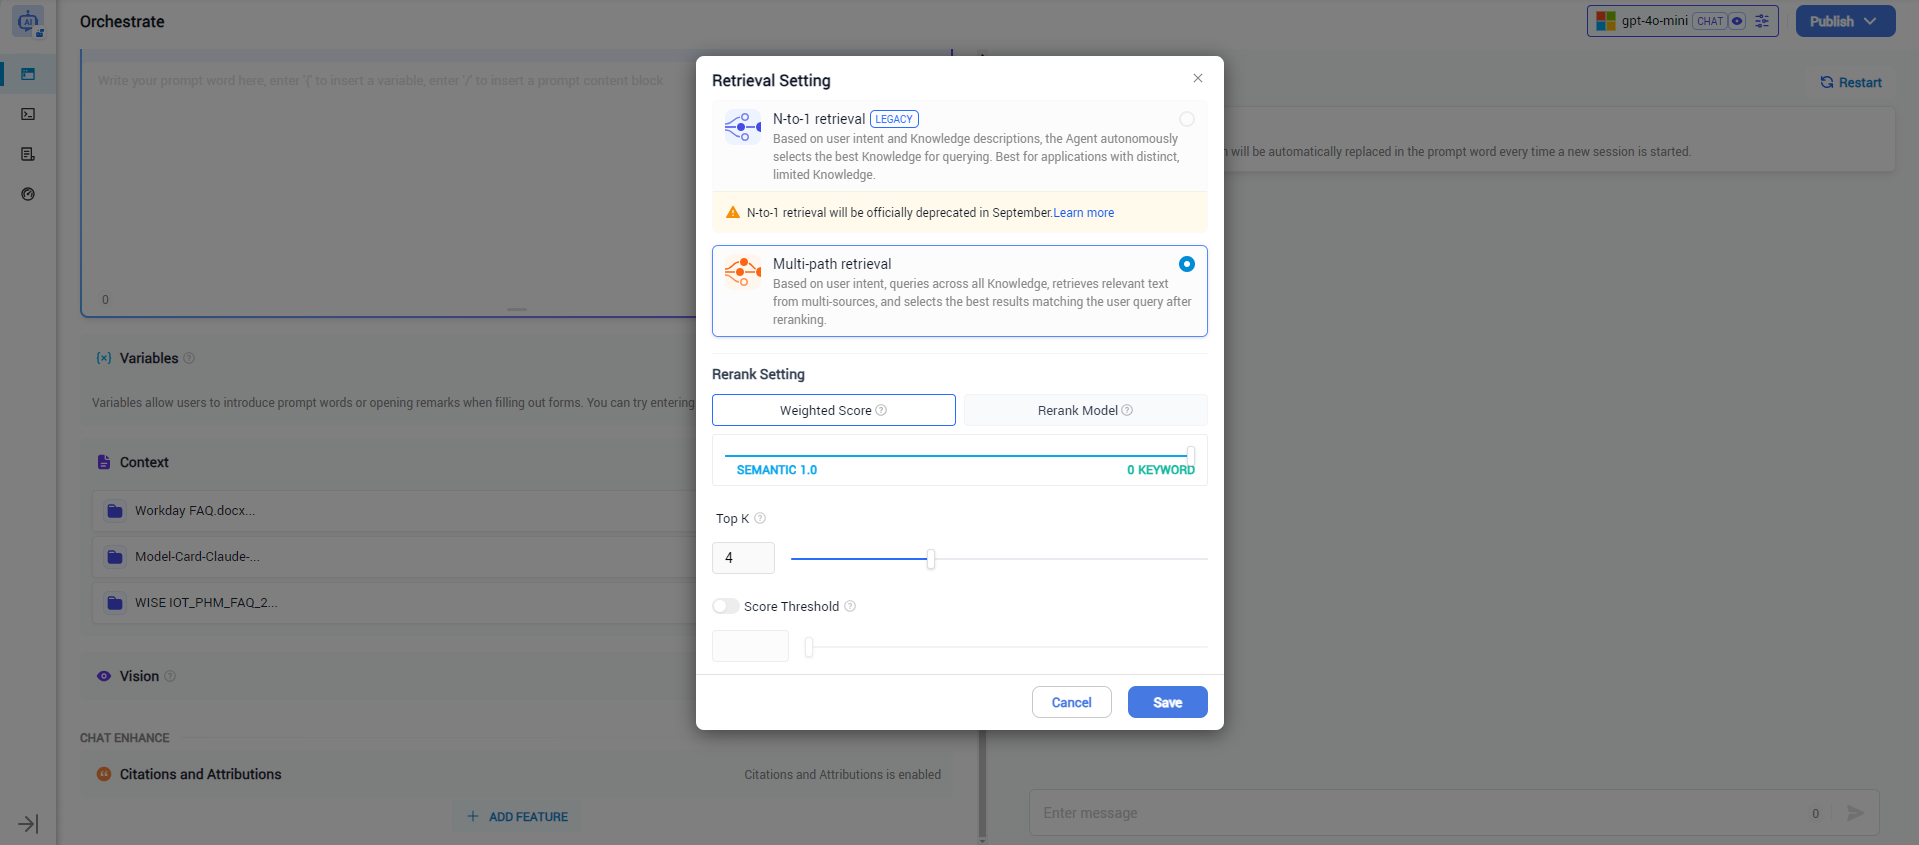 Orchestrate
gpt-4o-mini CHAT
Publish
Write your prompt word here, enter '{' to insert a variable, enter '/' to insert a prompt content block
0
Restart
n will be automatically replaced in the prompt word every time a new session is started.
Variables
Variables allow users to introduce prompt words or opening remarks when filling out forms. You can try entering
Context
Workday FAQ.docx...
Model-Card-Claude-...
WISE IOT_PHM_FAQ_2...
Vision
CHAT ENHANCE
Citations and Attributions
Citations and Attributions is enabled
ADD FEATURE
Retrieval Setting
N-to-1 retrieval LEGACY
Based on user intent and Knowledge descriptions, the Agent autonomously
selects the best Knowledge for querying. Best for applications with distinct,
limited Knowledge.
N-to-1 retrieval will be officially deprecated in September.Learn more
Multi-path retrieval
Based on user intent, queries across all Knowledge, retrieves relevant text
from multi-sources, and selects the best results matching the user query after
reranking.
Rerank Setting
Weighted Score
Rerank Model
SEMANTIC 1.0
0 KEYWORD
Top K
4
Score Threshold
Cancel
Save
Enter message
0